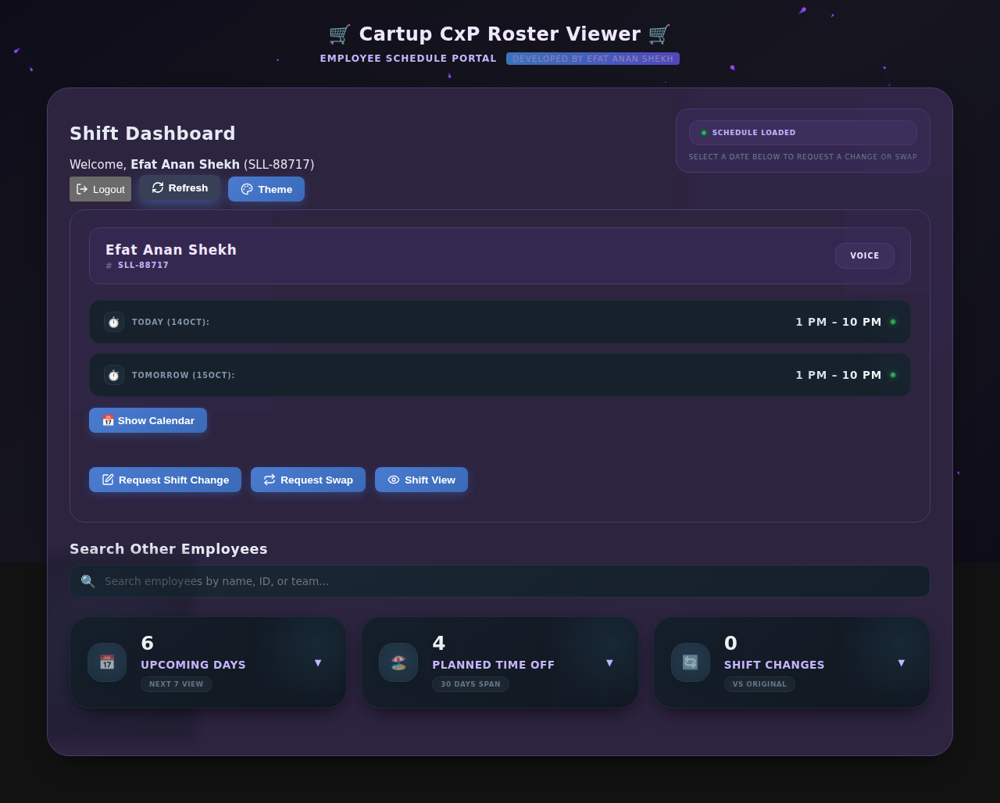 🛒 Cartup CxP Roster Viewer 🛒
EMPLOYEE SCHEDULE PORTAL DEVELOPED BY EFAT ANAN SHEKH
Shift Dashboard
SCHEDULE LOADED
SELECT A DATE BELOW TO REQUEST A CHANGE OR SWAP
Welcome, Efat Anan Shekh (SLL-88717)
Logout Refresh Theme
Efat Anan Shekh
# SLL-88717
VOICE
TODAY (14OCT): 1 PM – 10 PM
TOMORROW (15OCT): 1 PM – 10 PM
📅 Show Calendar
Request Shift Change Request Swap Shift View
Search Other Employees
🔍 Search employees by name, ID, or team...
6
UPCOMING DAYS
NEXT 7 VIEW
4
PLANNED TIME OFF
30 DAYS SPAN
0
SHIFT CHANGES
VS ORIGINAL